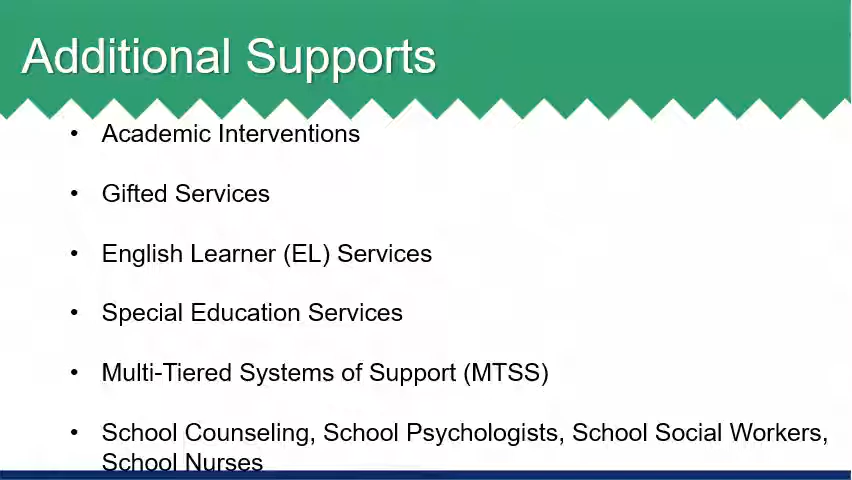 Additional Supports
• Academic Interventions
• Gifted Services
• English Learner (EL) Services
• Special Education Services
• Multi-Tiered Systems of Support (MTSS)
• School Counseling, School Psychologists, School Social Workers,
School Nurses